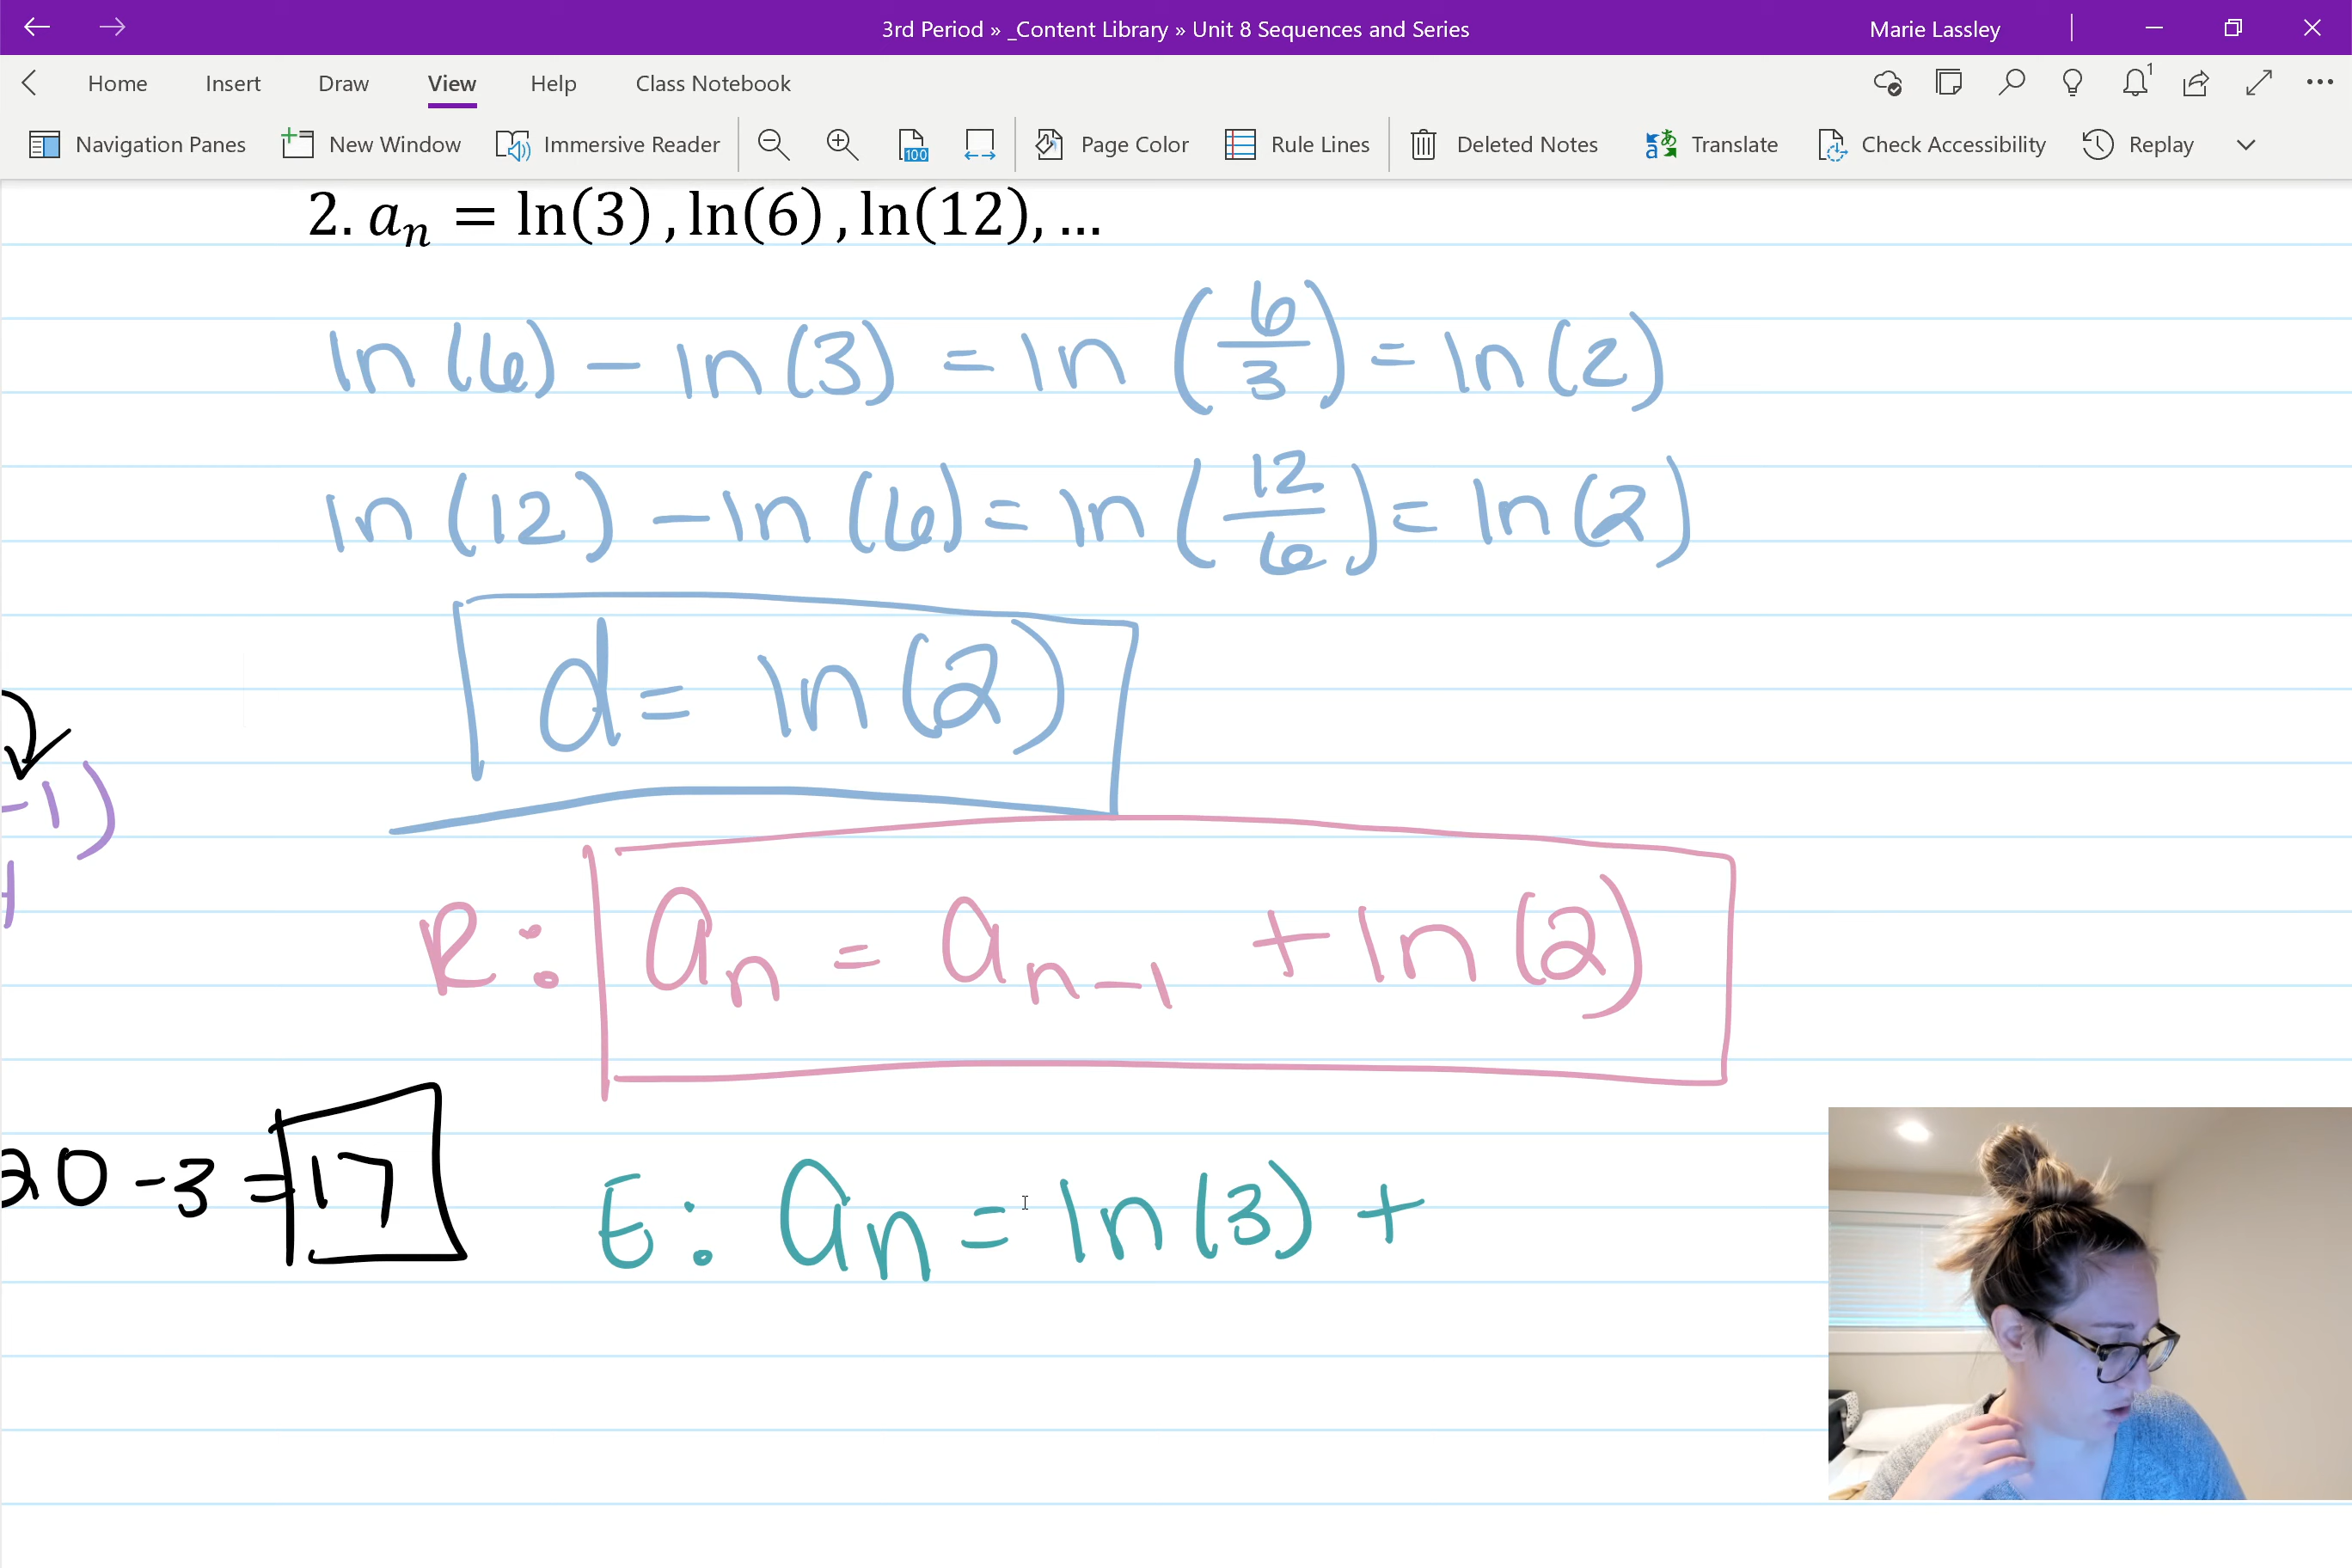 3rd Period » _Content Library » Unit 8 Sequences and Series Marie Lassley
Home Insert Draw View Help Class Notebook 1
Navigation Panes New Window Immersive Reader 100 Page Color Rule Lines Deleted Notes Translate Check Accessibility Replay
2. aₙ = ln(3), ln(6), ln(12), ...
ln(6) - ln(3) = ln(6/3) = ln(2)
ln(12) - ln(6) = ln(12/6) = ln(2)
d = ln(2)
-1)
R: aₙ = aₙ₋₁ + ln(2)
20 - 3 = 17
E: aₙ = ln(3) +